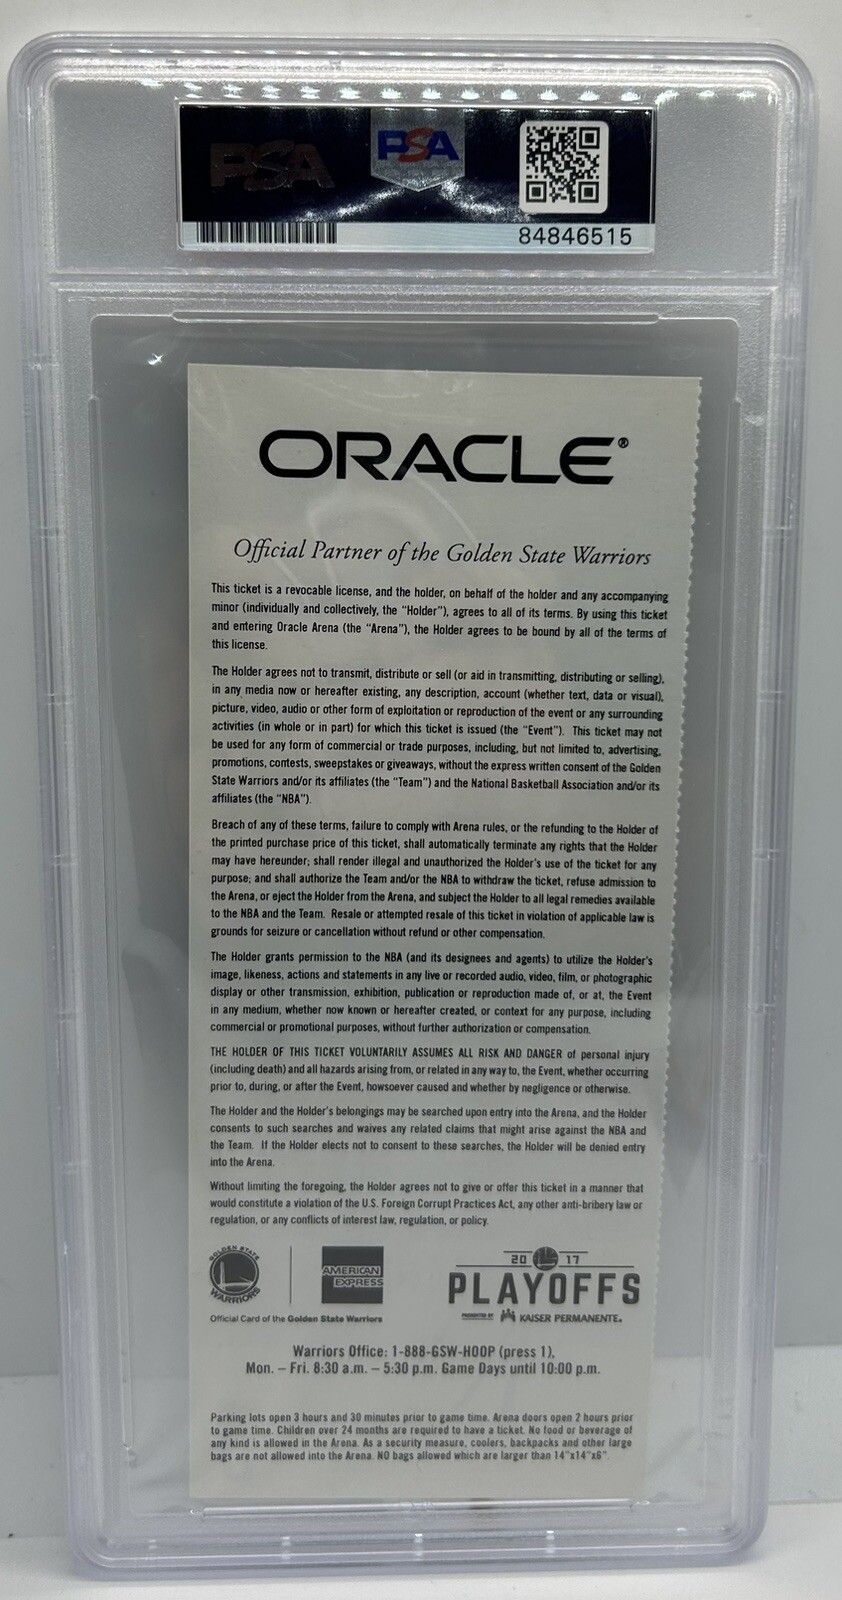 PSA PSA
84846515
ORACLE®
Official Partner of the Golden State Warriors
This ticket is a revocable license, and the holder, on behalf of the holder and any accompanying
minor (individually and collectively, the "Holder"), agrees to all of its terms. By using this ticket
and entering Oracle Arena (the "Arena"), the Holder agrees to be bound by all of the terms of
this license.
The Holder agrees not to transmit, distribute or sell (or aid in transmitting, distributing or selling),
in any media now or hereafter existing, any description, account (whether text, data or visual),
picture, video, audio or other form of exploitation or reproduction of the event or any surrounding
activities (in whole or in part) for which this ticket is issued (the "Event"). This ticket may not
be used for any form of commercial or trade purposes, including, but not limited to, advertising,
promotions, contests, sweepstakes or giveaways, without the express written consent of the Golden
State Warriors and/or its affiliates (the "Team") and the National Basketball Association and/or its
affiliates (the "NBA").
Breach of any of these terms, failure to comply with Arena rules, or the refunding to the Holder of
the printed purchase price of this ticket, shall automatically terminate any rights that the Holder
may have hereunder; shall render illegal and unauthorized the Holder's use of the ticket for any
purpose; and shall authorize the Team and/or the NBA to withdraw the ticket, refuse admission to
the Arena, or eject the Holder from the Arena, and subject the Holder to all legal remedies available
to the NBA and the Team. Resale or attempted resale of this ticket in violation of applicable law is
grounds for seizure or cancellation without refund or other compensation.
The Holder grants permission to the NBA (and its designees and agents) to utilize the Holder's
image, likeness, actions and statements in any live or recorded audio, video, film, or photographic
display or other transmission, exhibition, publication or reproduction made of, or at, the Event
in any medium, whether now known or hereafter created, or context for any purpose, including
commercial or promotional purposes, without further authorization or compensation.
THE HOLDER OF THIS TICKET VOLUNTARILY ASSUMES ALL RISK AND DANGER of personal injury
(including death) and all hazards arising from, or related in any way to, the Event, whether occurring
prior to, during, or after the Event, howsoever caused and whether by negligence or otherwise.
The Holder and the Holder's belongings may be searched upon entry into the Arena, and the Holder
consents to such searches and waives any related claims that might arise against the NBA and
the Team. If the Holder elects not to consent to these searches, the Holder will be denied entry
into the Arena.
Without limiting the foregoing, the Holder agrees not to give or offer this ticket in a manner that
would constitute a violation of the U.S. Foreign Corrupt Practices Act, any other anti-bribery law or
regulation, or any conflicts of interest law, regulation, or policy.
GOLDEN STATE
WARRIORS
AMERICAN
EXPRESS
Official Card of the Golden State Warriors
20 17
PLAYOFFS
PRESENTED BY KAISER PERMANENTE.
Warriors Office: 1-888-GSW-HOOP (press 1),
Mon. – Fri. 8:30 a.m. – 5:30 p.m. Game Days until 10:00 p.m.
Parking lots open 3 hours and 30 minutes prior to game time. Arena doors open 2 hours prior
to game time. Children over 24 months are required to have a ticket. No food or beverage of
any kind is allowed in the Arena. As a security measure, coolers, backpacks and other large
bags are not allowed into the Arena. NO bags allowed which are larger than 14"x14"x6".